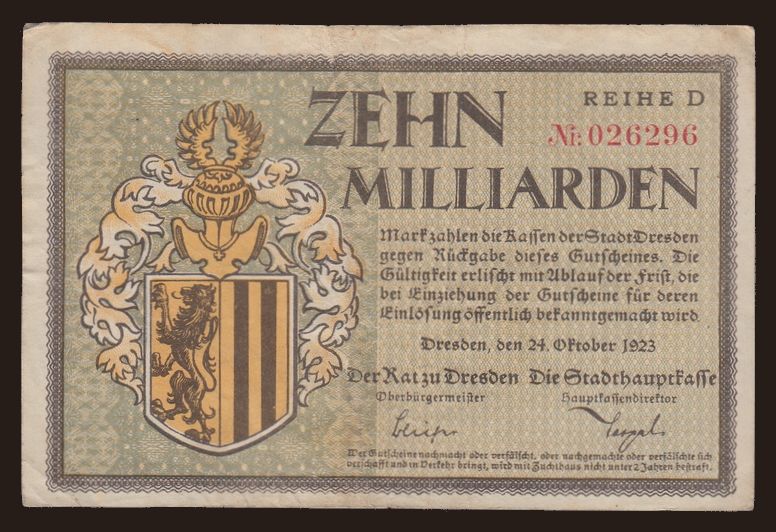 ZEHN
REIHE D
Nr. 026296
MILLIARDEN
Mark zahlen die Kassen der Stadt Dresden
gegen Rückgabe dieses Gutscheines. Die
Gültigkeit erlischt mit Ablauf der Frist, die
bei Einziehung der Gutscheine für deren
Einlösung öffentlich bekanntgemacht wird.
Dresden, den 24. Oktober 1923
Der Rat zu Dresden Die Stadthauptkasse
Oberbürgermeister Hauptkassendirektor
Wer Gutscheine nachmacht oder verfälscht, oder nachgemachte oder verfälschte sich
verschafft und in Verkehr bringt, wird mit Zuchthaus nicht unter 2 Jahren bestraft.